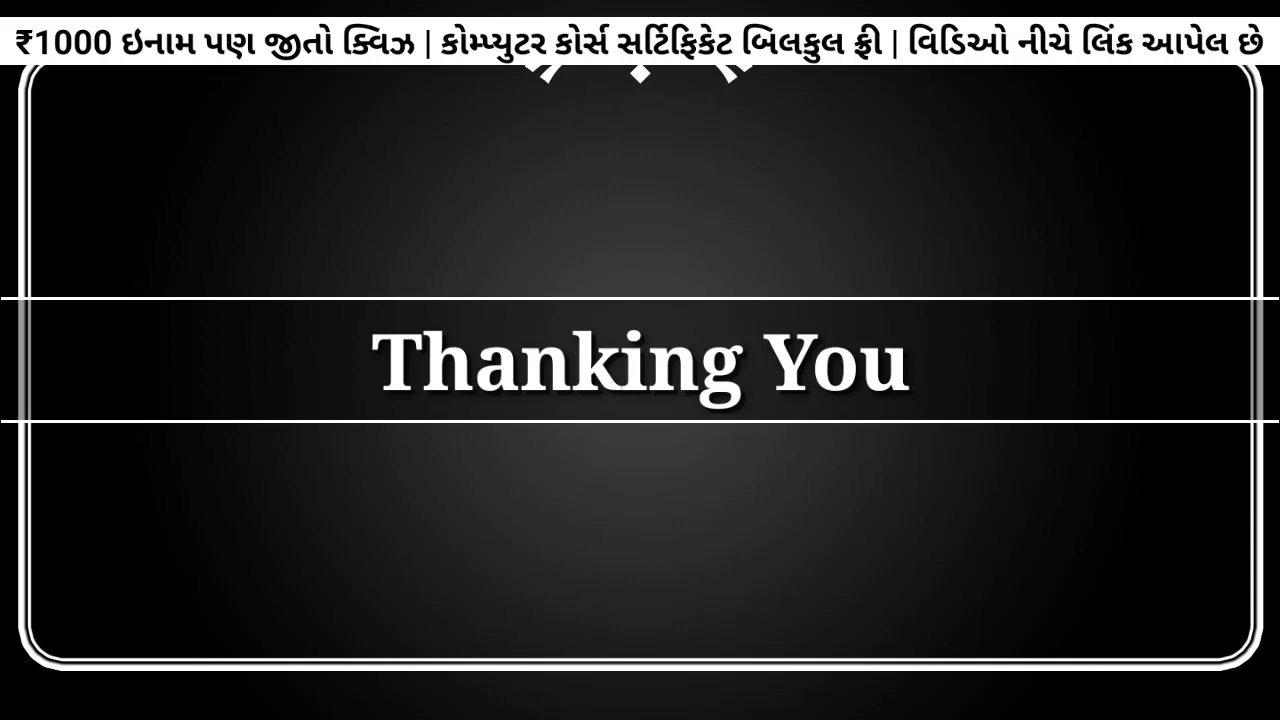 ₹1000 ઇનામ પણ જીતો ક્વિઝ | કોમ્પ્યુટર કોર્સ સર્ટિફિકેટ બિલકુલ ફ્રી | વિડિઓ નીચે લિંક આપેલ છે
Thanking You